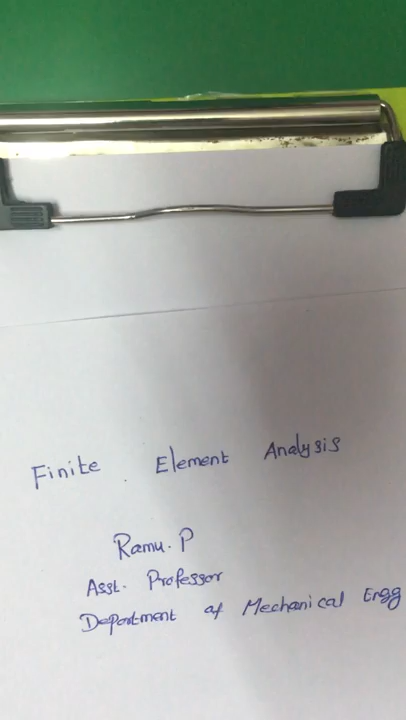 Finite Element Analysis
Ramu. P
Asst. Professor
Department of Mechanical Engg